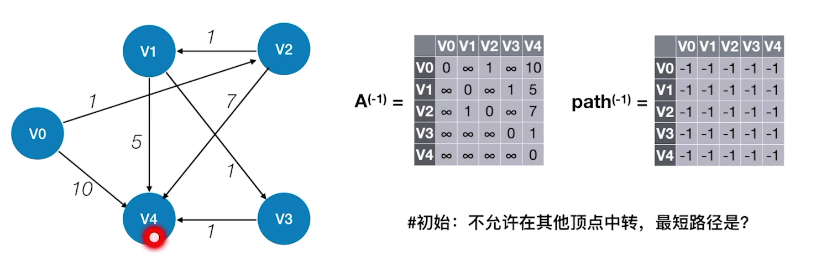 V1
V2
V0
V4
V3
1
1
7
5
10
1
1
A(-1) =
V0 V1 V2 V3 V4
V0 0 ∞ 1 ∞ 10
V1 ∞ 0 ∞ 1 5
V2 ∞ 1 0 ∞ 7
V3 ∞ ∞ ∞ 0 1
V4 ∞ ∞ ∞ ∞ 0
path(-1) =
V0 V1 V2 V3 V4
V0 -1 -1 -1 -1 -1
V1 -1 -1 -1 -1 -1
V2 -1 -1 -1 -1 -1
V3 -1 -1 -1 -1 -1
V4 -1 -1 -1 -1 -1
#初始：不允许在其他顶点中转，最短路径是？